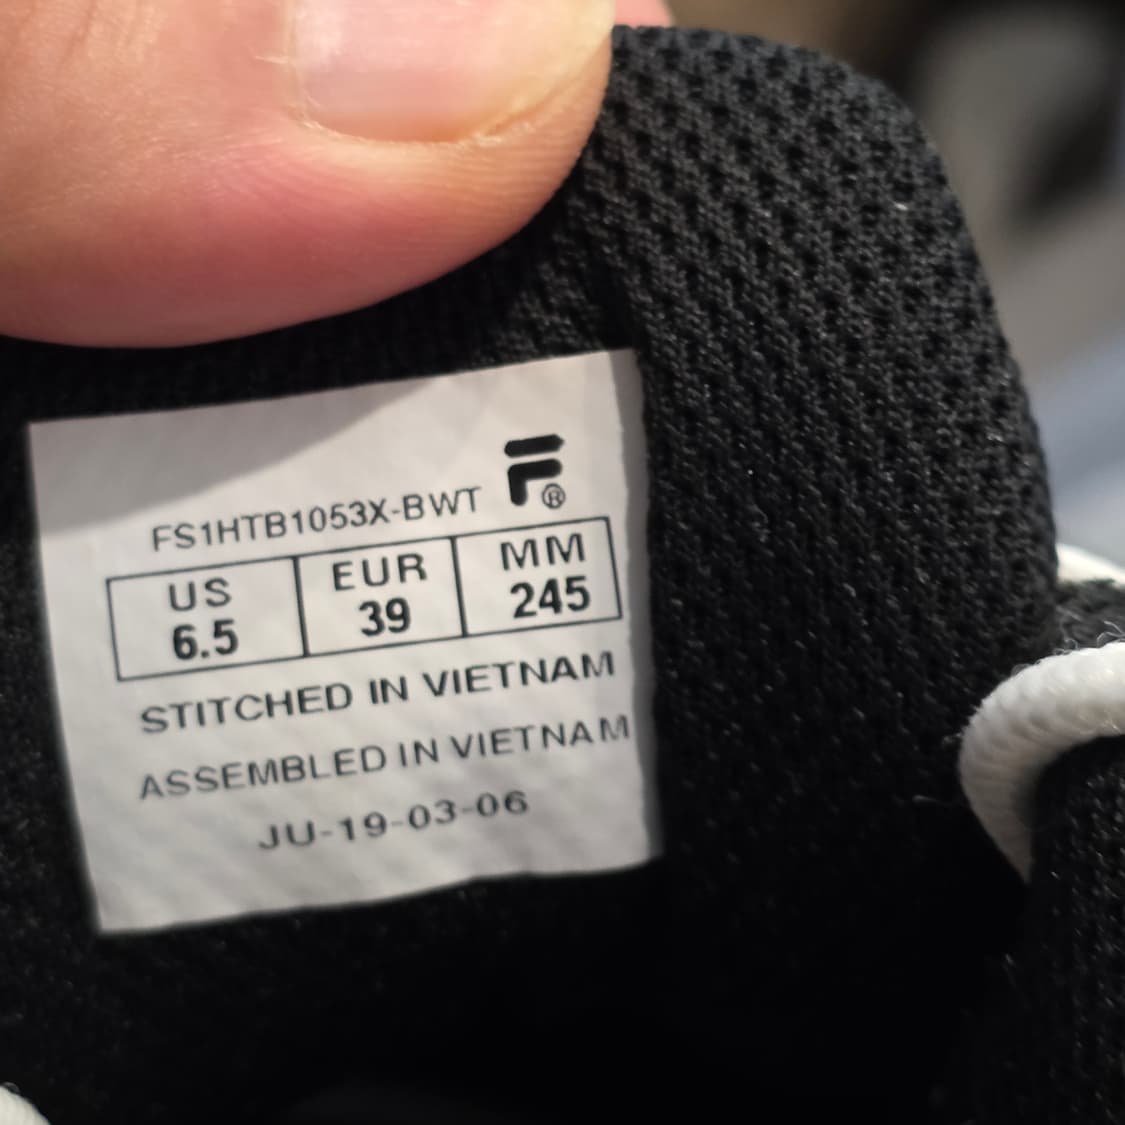 F®
FS1HTB1053X-BWT
US EUR MM
6.5 39 245
STITCHED IN VIETNAM
ASSEMBLED IN VIETNAM
JU-19-03-06